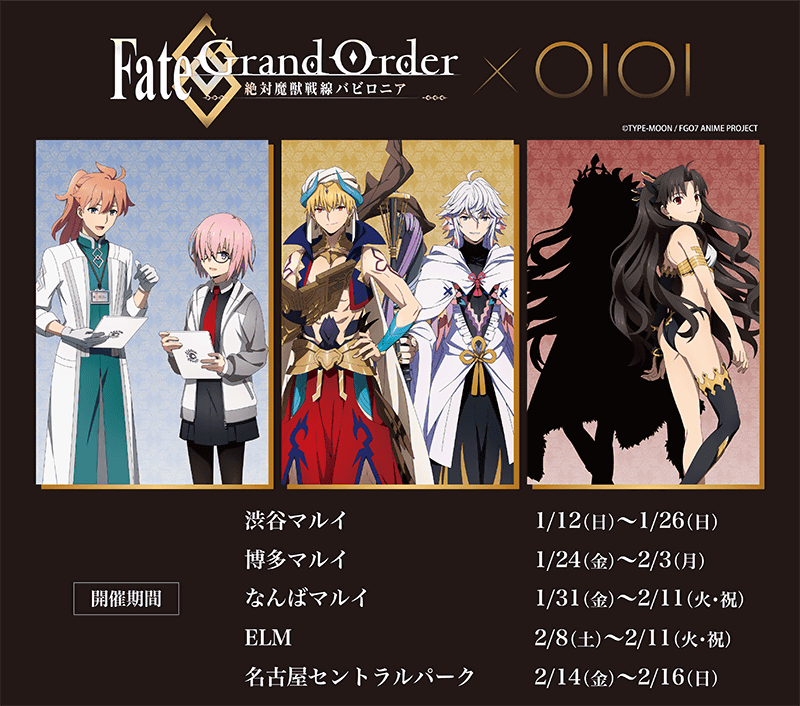 Fate Grand Order × OIOI
絶対魔獣戦線バビロニア
©TYPE-MOON / FGO7 ANIME PROJECT
開催期間
渋谷マルイ 1/12(日)〜1/26(日)
博多マルイ 1/24(金)〜2/3(月)
なんばマルイ 1/31(金)〜2/11(火・祝)
ELM 2/8(土)〜2/11(火・祝)
名古屋セントラルパーク 2/14(金)〜2/16(日)